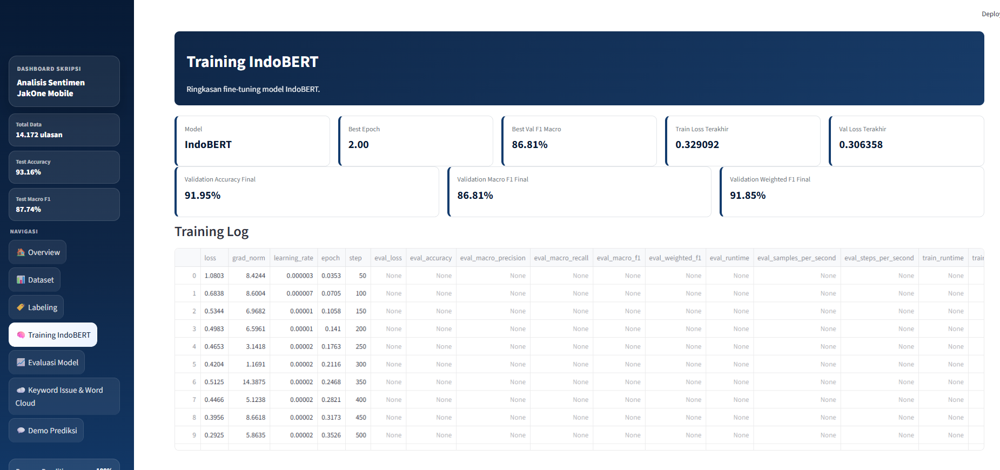 Deploy
DASHBOARD SKRIPSI
Analisis Sentimen
JakOne Mobile
Total Data
14.172 ulasan
Test Accuracy
93.16%
Test Macro F1
87.74%
NAVIGASI
Overview
Dataset
Labeling
Training IndoBERT
Evaluasi Model
Keyword Issue & Word
Cloud
Demo Prediksi
100%
Training IndoBERT
Ringkasan fine-tuning model IndoBERT.
Model
IndoBERT
Best Epoch
2.00
Best Val F1 Macro
86.81%
Train Loss Terakhir
0.329092
Val Loss Terakhir
0.306358
Validation Accuracy Final
91.95%
Validation Macro F1 Final
86.81%
Validation Weighted F1 Final
91.85%
Training Log
loss grad_norm learning_rate epoch step eval_loss eval_accuracy eval_macro_precision eval_macro_recall eval_macro_f1 eval_weighted_f1 eval_runtime eval_samples_per_second eval_steps_per_second train_runtime
0 1.0803 8.4244 0.000003 0.0353 50 None None None None None None None None None None
1 0.6838 8.6004 0.000007 0.0705 100 None None None None None None None None None None
2 0.5344 6.9682 0.00001 0.1058 150 None None None None None None None None None None
3 0.4983 6.5961 0.00001 0.141 200 None None None None None None None None None None
4 0.4653 3.1418 0.00002 0.1763 250 None None None None None None None None None None
5 0.4204 1.1691 0.00002 0.2116 300 None None None None None None None None None None
6 0.5125 14.3875 0.00002 0.2468 350 None None None None None None None None None None
7 0.4466 5.1238 0.00002 0.2821 400 None None None None None None None None None None
8 0.3956 8.6618 0.00002 0.3173 450 None None None None None None None None None None
9 0.2925 5.8635 0.00002 0.3526 500 None None None None None None None None None None